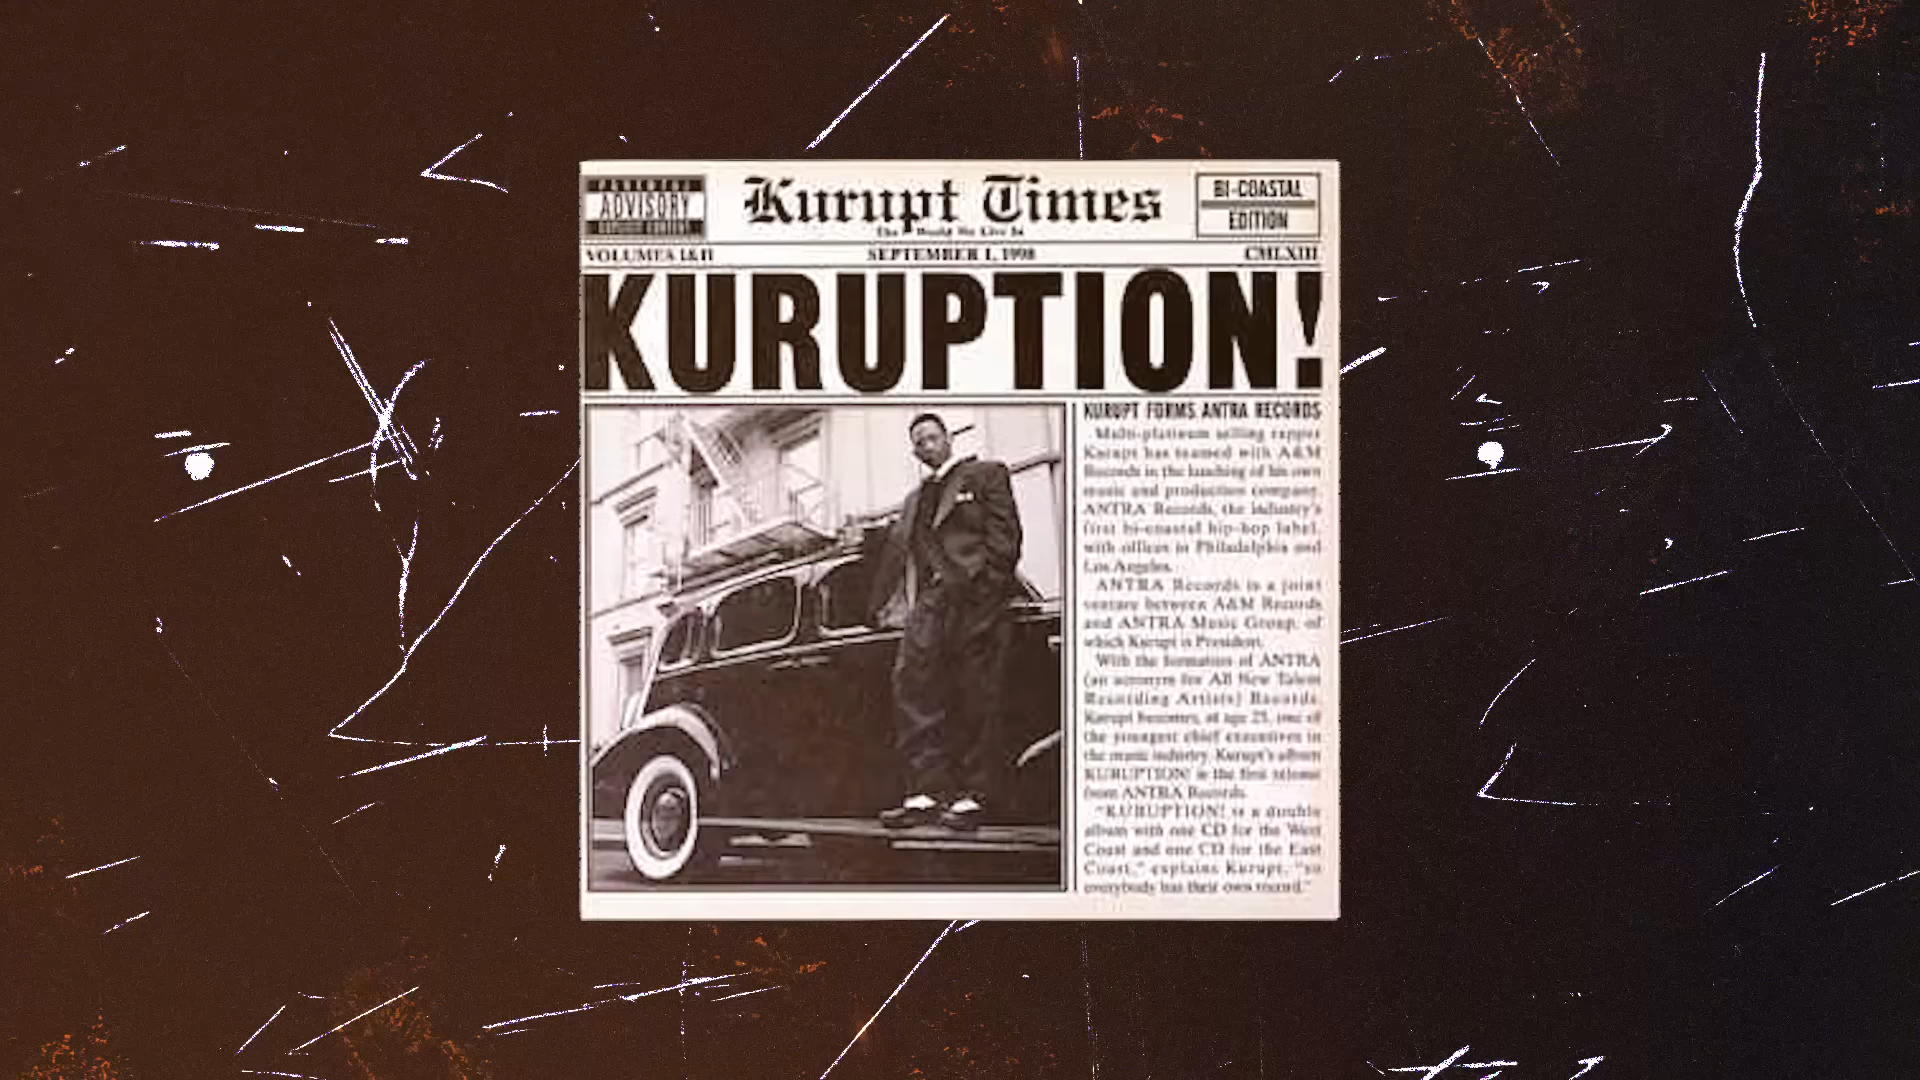 PARENTAL
ADVISORY
EXPLICIT CONTENT
Kurupt Times
The World We Live In
BI-COASTAL
EDITION
VOLUMES I&II
SEPTEMBER 1, 1998
CMLXIII
KURUPTION!
KURUPT FORMS ANTRA RECORDS
Multi-platinum selling rapper
Kurupt has teamed with A&M
Records in the launching of his own
music and production company,
ANTRA Records, the industry's
first bi-coastal hip-hop label,
with offices in Philadelphia and
Los Angeles.
ANTRA Records is a joint
venture between A&M Records
and ANTRA Music Group, of
which Kurupt is President.
With the formation of ANTRA
(an acronym for All New Talent
Recording Artists) Records,
Kurupt becomes, at age 25, one of
the youngest chief executives in
the music industry. Kurupt's album
KURUPTION! is the first release
from ANTRA Records.
"KURUPTION! is a double
album with one CD for the West
Coast and one CD for the East
Coast," explains Kurupt, "so
everybody has their own record."